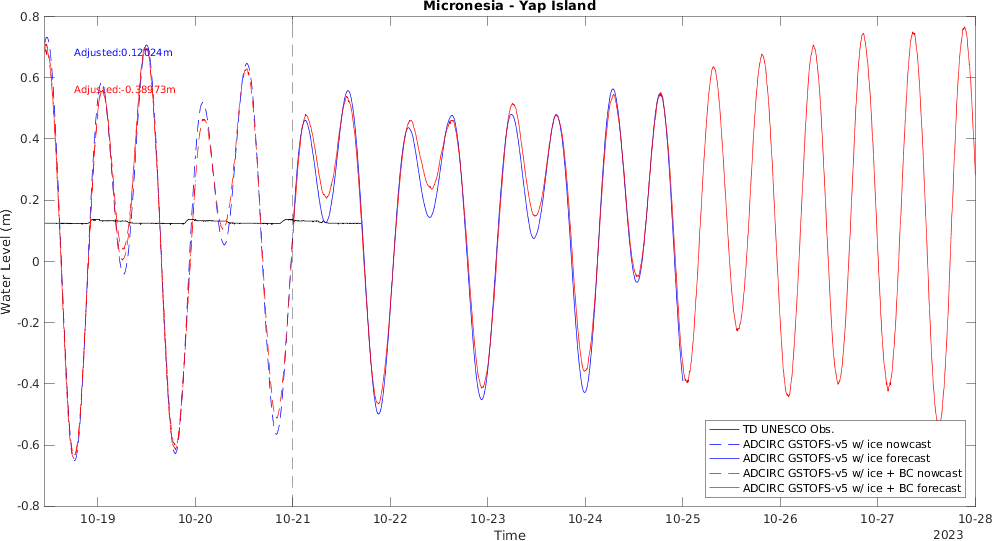 Micronesia - Yap Island
Adjusted:0.12024m
Adjusted:-0.38973m
Water Level (m)
0.8
0.6
0.4
0.2
0
-0.2
-0.4
-0.6
-0.8
TD UNESCO Obs.
ADCIRC GSTOFS-v5 w/ ice nowcast
ADCIRC GSTOFS-v5 w/ ice forecast
ADCIRC GSTOFS-v5 w/ ice + BC nowcast
ADCIRC GSTOFS-v5 w/ ice + BC forecast
10-19 10-20 10-21 10-22 10-23 10-24 10-25 10-26 10-27 10-28
Time
2023